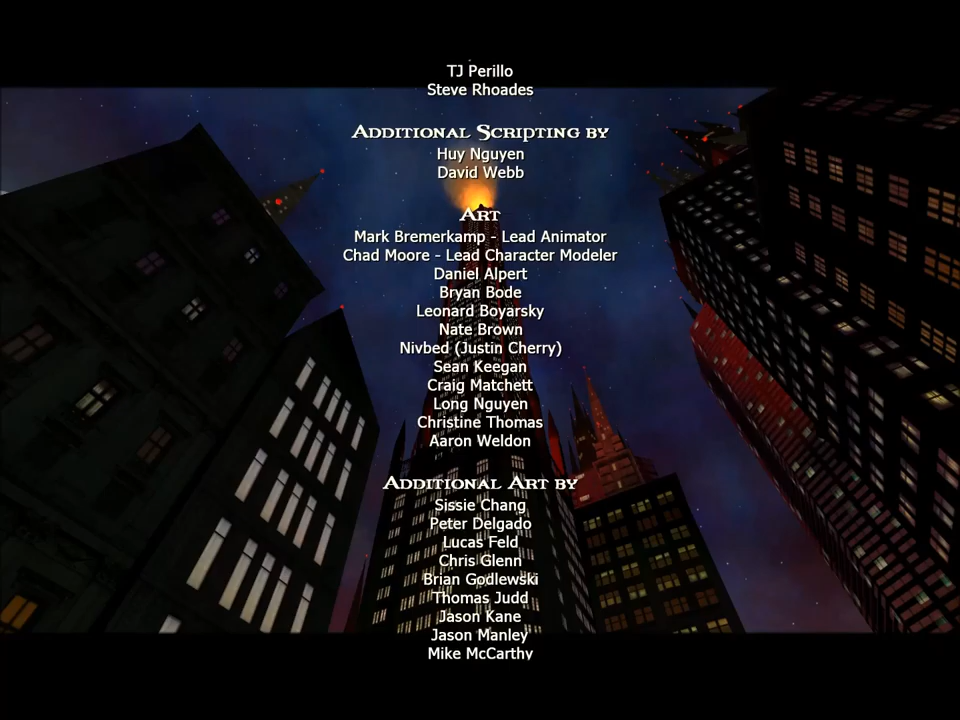 TJ Perillo
Steve Rhoades
Additional Scripting by
Huy Nguyen
David Webb
Art
Mark Bremerkamp - Lead Animator
Chad Moore - Lead Character Modeler
Daniel Alpert
Bryan Bode
Leonard Boyarsky
Nate Brown
Nivbed (Justin Cherry)
Sean Keegan
Craig Matchett
Long Nguyen
Christine Thomas
Aaron Weldon
Additional Art by
Sissie Chang
Peter Delgado
Lucas Feld
Chris Glenn
Brian Godlewski
Thomas Judd
Jason Kane
Jason Manley
Mike McCarthy